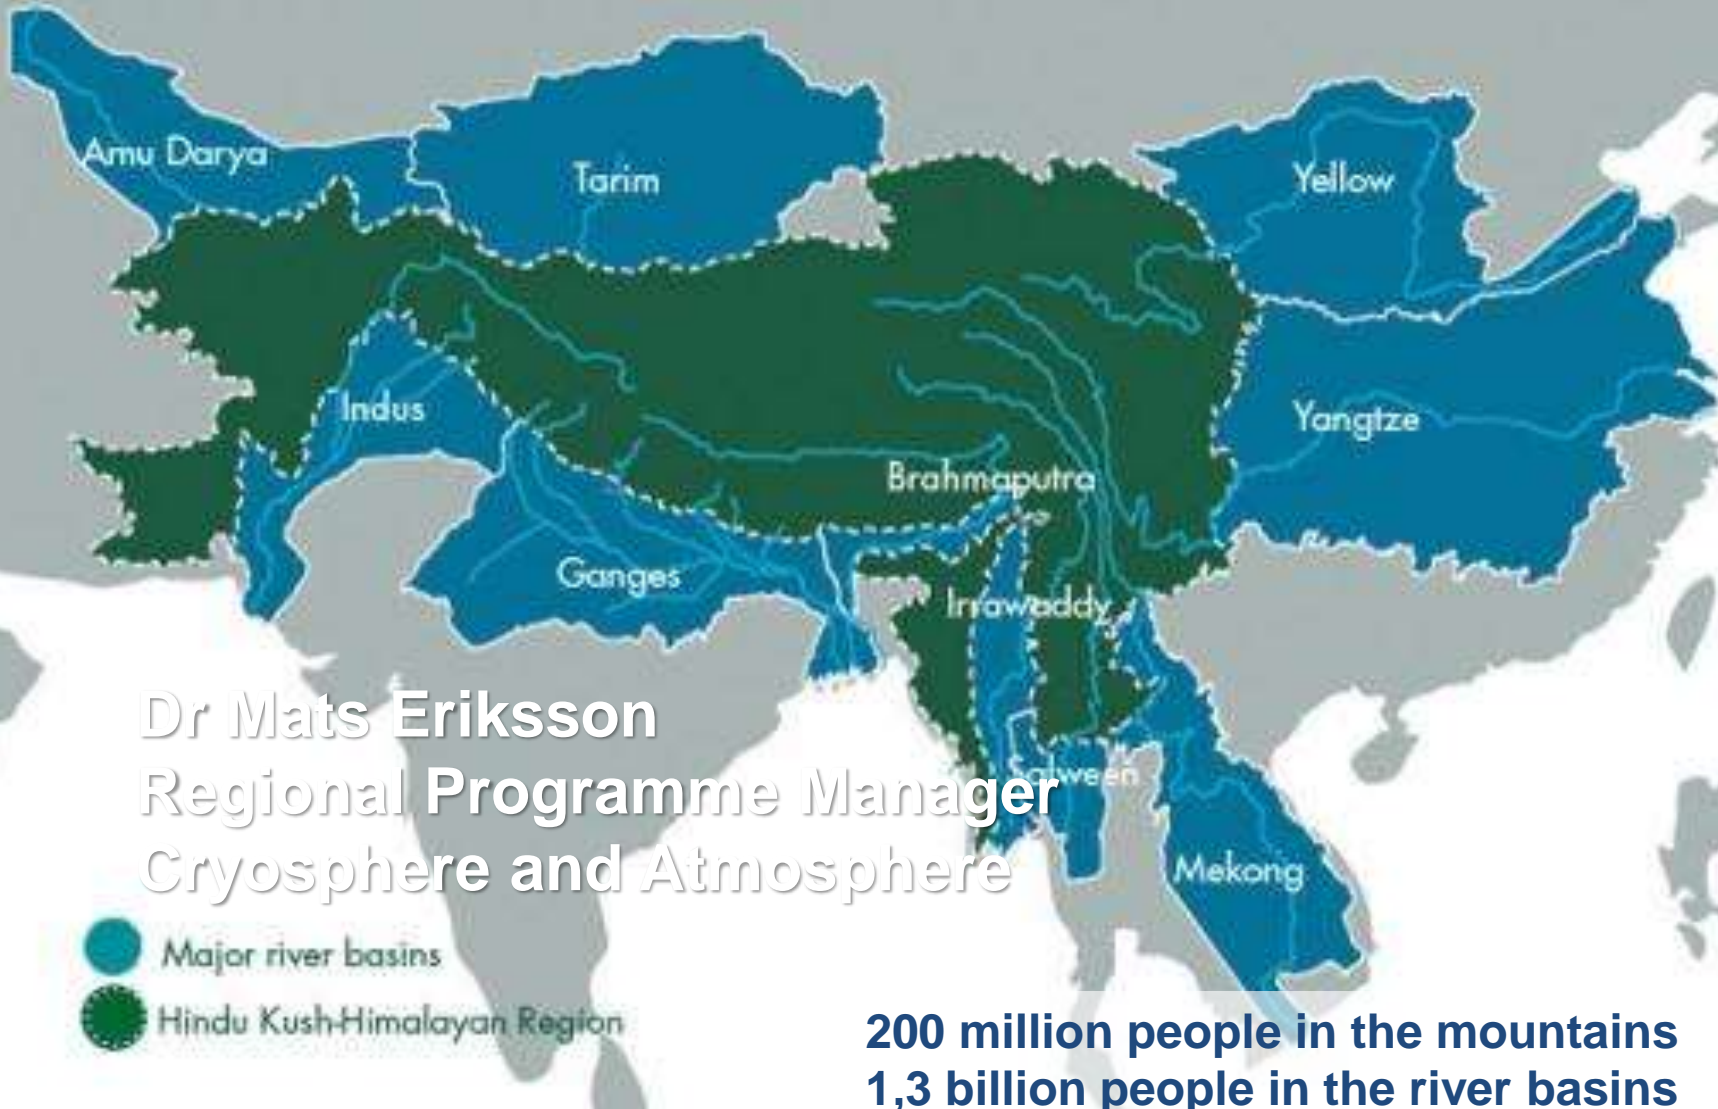 Amu Darya
Tarim
Yellow
Indus
Yangtze
Brahmaputra
Ganges
Irrawaddy
Dr Mats Eriksson
Regional Programme Manager
Salween
Cryosphere and Atmosphere
Mekong
Major river basins
Hindu Kush-Himalayan Region
200 million people in the mountains
1,3 billion people in the river basins